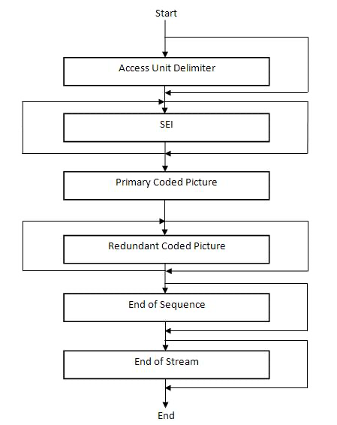 Start
Access Unit Delimiter
SEI
Primary Coded Picture
Redundant Coded Picture
End of Sequence
End of Stream
End